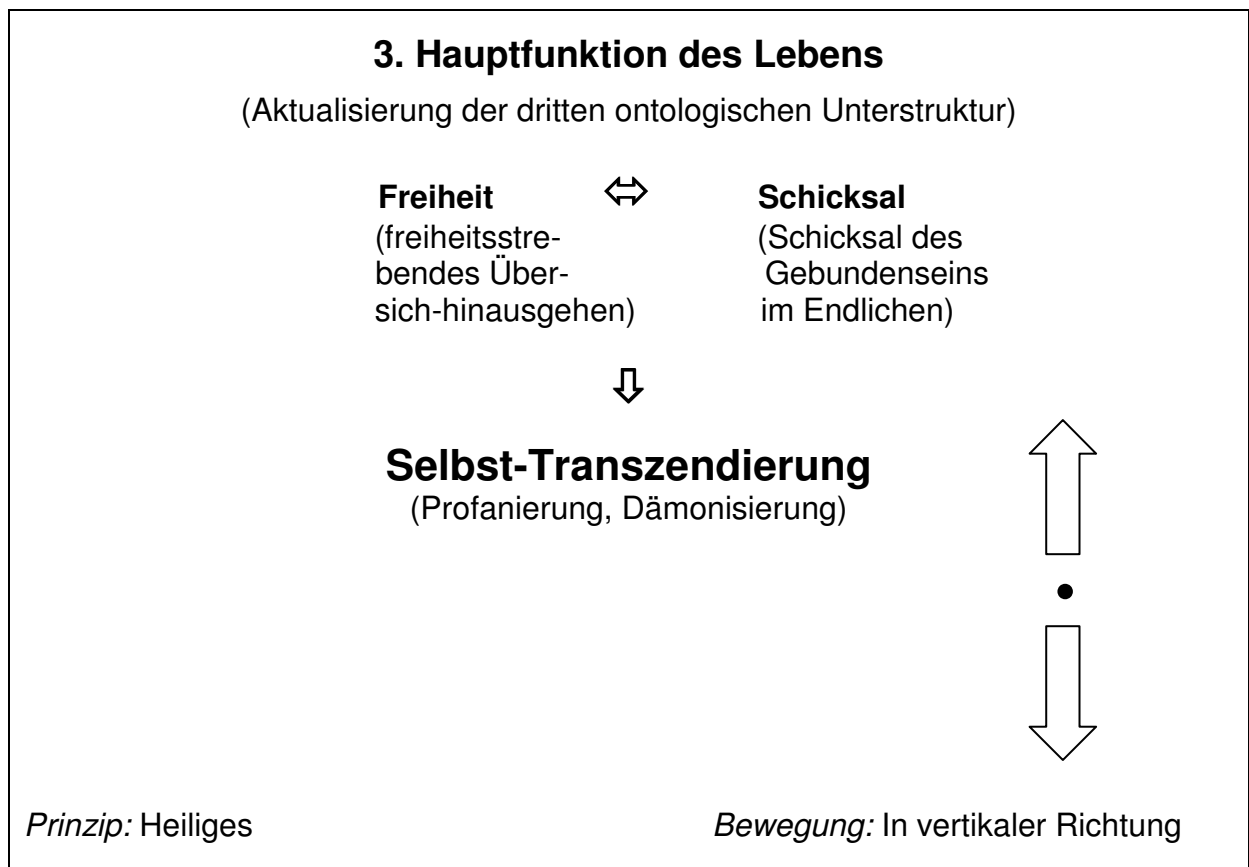 3. Hauptfunktion des Lebens
(Aktualisierung der dritten ontologischen Unterstruktur)
Freiheit ⇔ Schicksal
(freiheitsstre- (Schicksal des
bendes Über- Gebundenseins
sich-hinausgehen) im Endlichen)
Selbst-Transzendierung
(Profanierung, Dämonisierung)
Prinzip: Heiliges Bewegung: In vertikaler Richtung